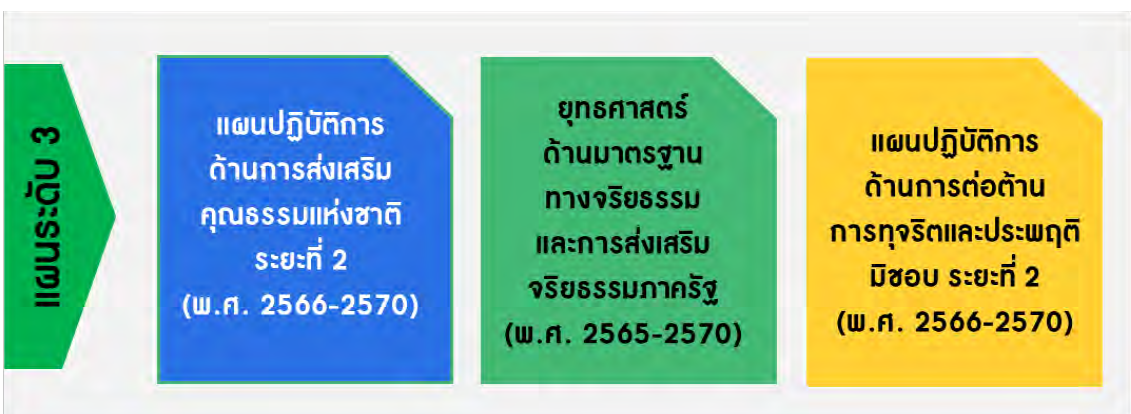 แผนระดับ 3
แผนปฏิบัติการ
ด้านการส่งเสริม
คุณธรรมแห่งชาติ
ระยะที่ 2
(พ.ศ. 2566-2570)
ยุทธศาสตร์
ด้านมาตรฐาน
ทางจริยธรรม
และการส่งเสริม
จริยธรรมภาครัฐ
(พ.ศ. 2565-2570)
แผนปฏิบัติการ
ด้านการต่อต้าน
การทุจริตและประพฤติ
มิชอบ ระยะที่ 2
(พ.ศ. 2566-2570)